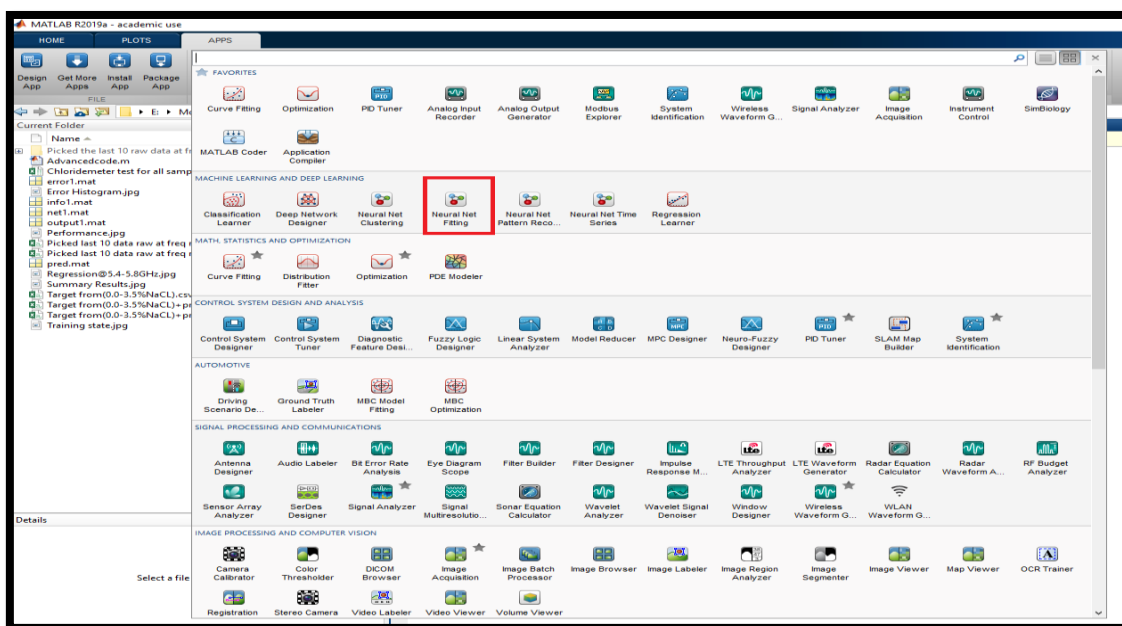 MATLAB R2019a - academic use
HOME PLOTS APPS
Design App
Get More Apps
Install App
Package App
FILE
E: Me
Current Folder
Name
Picked the last 10 raw data at fr
Advancedcode.m
Chloridemeter test for all samp
error1.mat
Error Histogram.jpg
info1.mat
net1.mat
output1.mat
Performance.jpg
Picked last 10 data raw at freq r
Picked last 10 data raw at freq r
pred.mat
Regression@5.4-5.8GHz.jpg
Summary Results.jpg
Target from(0.0-3.5%NaCL).csv
Target from(0.0-3.5%NaCL)+pr
Target from(0.0-3.5%NaCL)+pr
Training state.jpg
Details
Select a file
FAVORITES
Curve Fitting
Optimization
PID Tuner
Analog Input Recorder
Analog Output Generator
Modbus Explorer
System Identification
Wireless Waveform G...
Signal Analyzer
Image Acquisition
Instrument Control
SimBiology
MATLAB Coder
Application Compiler
MACHINE LEARNING AND DEEP LEARNING
Classification Learner
Deep Network Designer
Neural Net Clustering
Neural Net Fitting
Neural Net Pattern Reco...
Neural Net Time Series
Regression Learner
MATH, STATISTICS AND OPTIMIZATION
Curve Fitting
Distribution Fitter
Optimization
PDE Modeler
CONTROL SYSTEM DESIGN AND ANALYSIS
Control System Designer
Control System Tuner
Diagnostic Feature Desi...
Fuzzy Logic Designer
Linear System Analyzer
Model Reducer
MPC Designer
Neuro-Fuzzy Designer
PID Tuner
SLAM Map Builder
System Identification
AUTOMOTIVE
Driving Scenario De...
Ground Truth Labeler
MBC Model Fitting
MBC Optimization
SIGNAL PROCESSING AND COMMUNICATIONS
Antenna Designer
Audio Labeler
Bit Error Rate Analysis
Eye Diagram Scope
Filter Builder
Filter Designer
Impulse Response M...
LTE Throughput Analyzer
LTE Waveform Generator
Radar Equation Calculator
Radar Waveform A...
RF Budget Analyzer
Sensor Array Analyzer
SerDes Designer
Signal Analyzer
Signal Multiresolutio...
Sonar Equation Calculator
Wavelet Analyzer
Wavelet Signal Denoiser
Window Designer
Wireless Waveform G...
WLAN Waveform G...
IMAGE PROCESSING AND COMPUTER VISION
Camera Calibrator
Color Thresholder
DICOM Browser
Image Acquisition
Image Batch Processor
Image Browser
Image Labeler
Image Region Analyzer
Image Segmenter
Image Viewer
Map Viewer
OCR Trainer
Registration
Stereo Camera
Video Labeler
Video Viewer
Volume Viewer